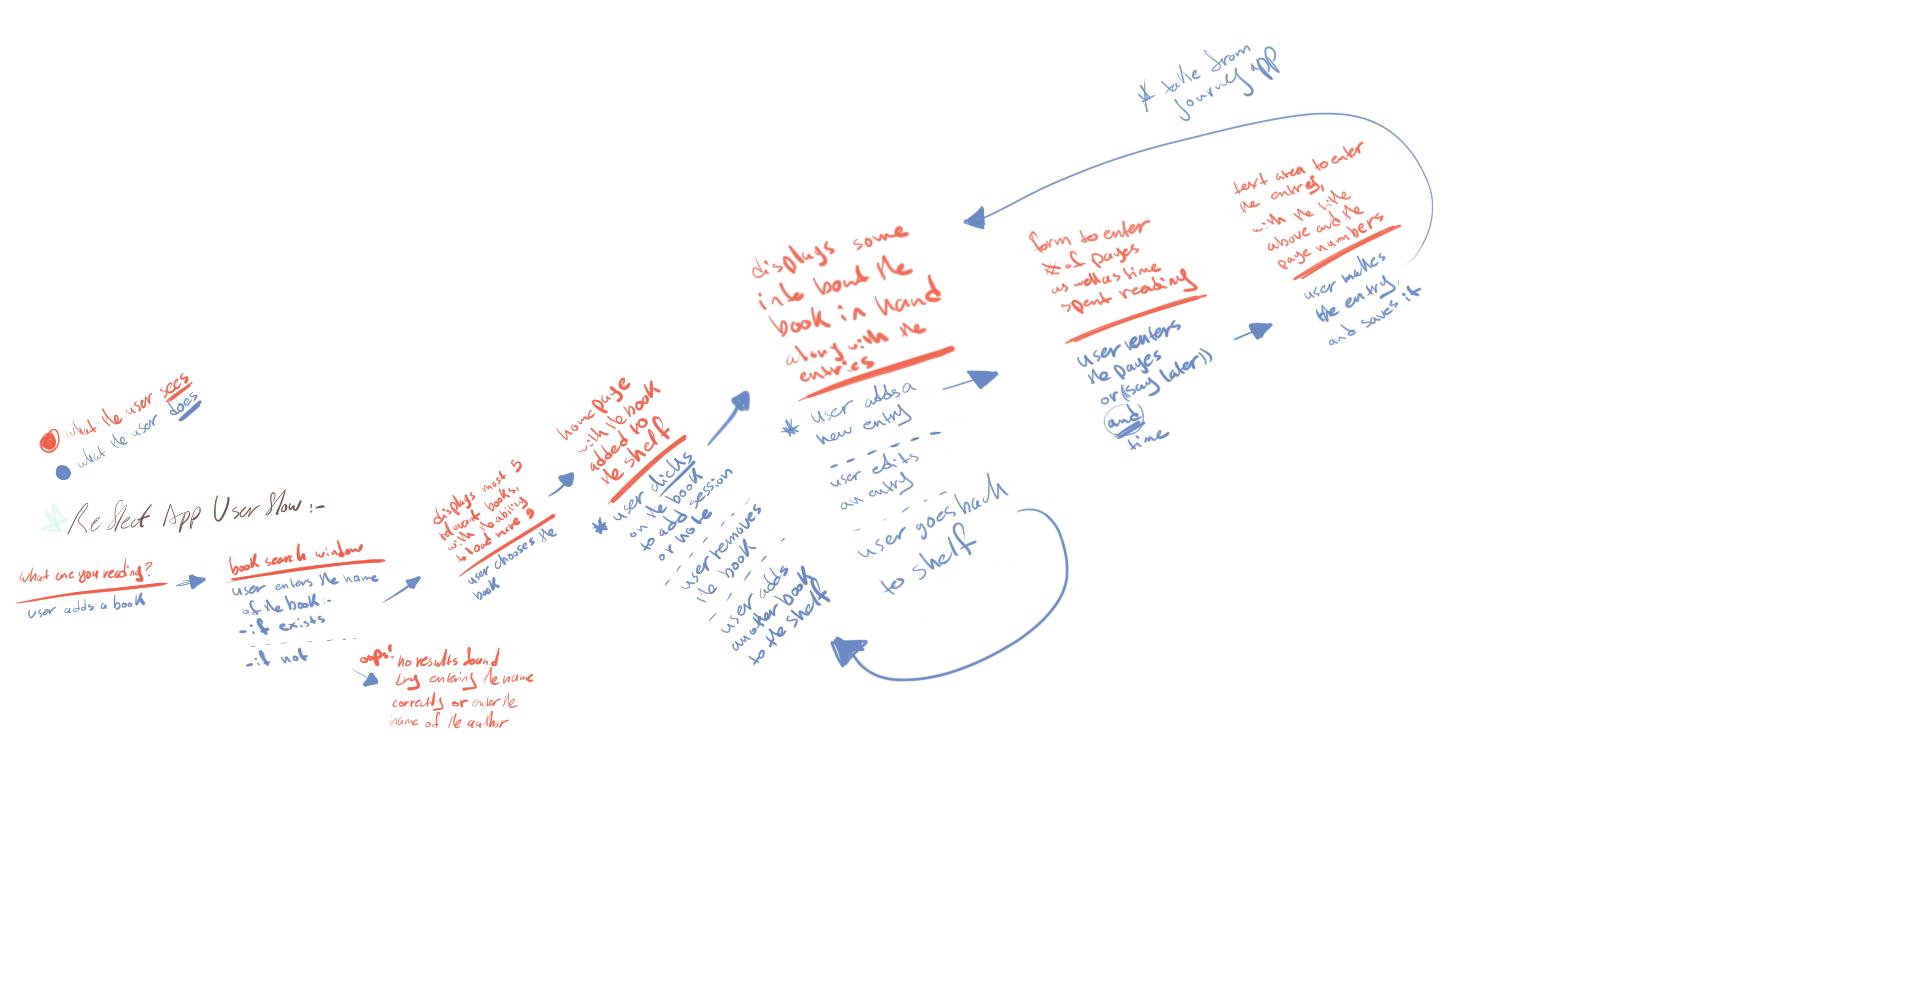 * take from
journey app
what the user sees
what the user does
Reflect App User flow :-
what are you reading?
user adds a book
book search window
user enters the name
of the book :-
- if exists
- if not
oops! no results found
try entering the name
correctly or enter the
name of the author
displays most 5
relevant books,
with the ability
to load more
user chooses the
book
home page
with the book
added to
the shelf
* user clicks
on the book
to add session
or note
user removes
the book
user adds
another book
to the shelf
displays some
info bout the
book in hand
along with the
entries
* user adds a
new entry
user edits
an entry
user goes back
to shelf
form to enter
# of pages
as well as time
spent reading
user enters
the pages
or (say later))
and
time
text area to enter
the entries,
with the title
above and the
page numbers
user makes
the entry,
and saves it